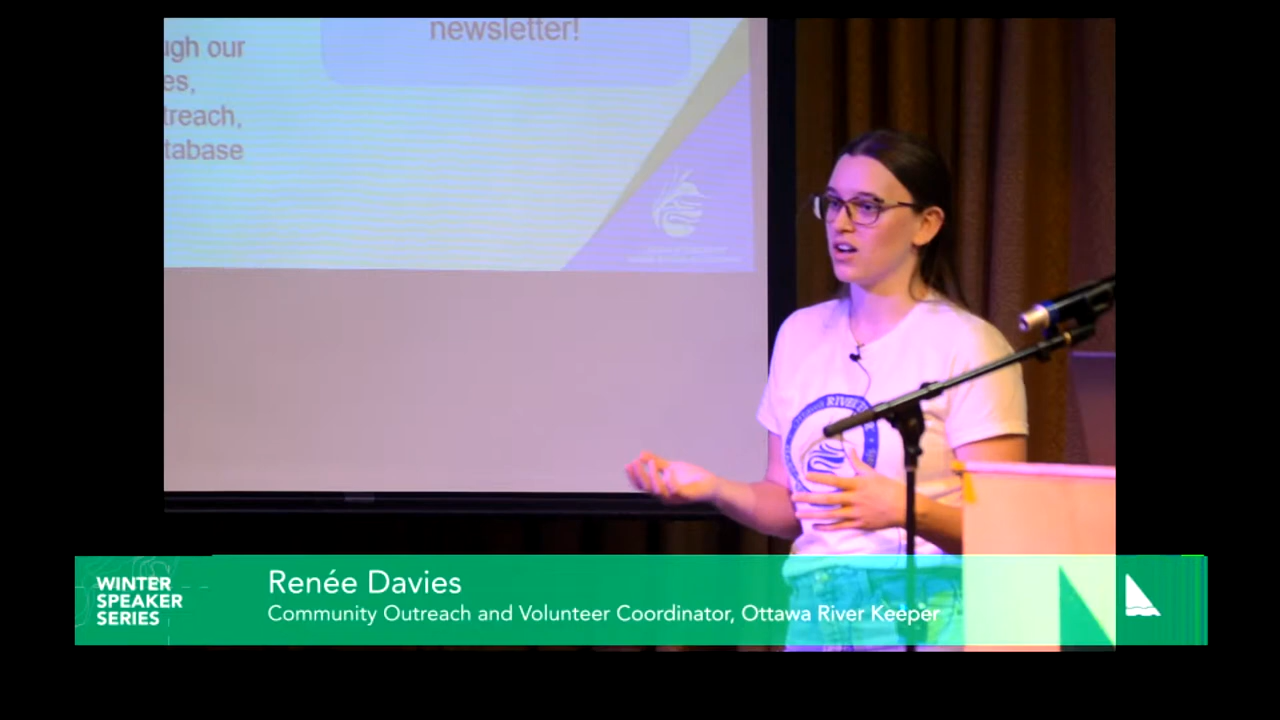 newsletter!
ugh our
es,
treach,
tabase
RIVER
WINTER
SPEAKER
SERIES
Renée Davies
Community Outreach and Volunteer Coordinator, Ottawa River Keeper